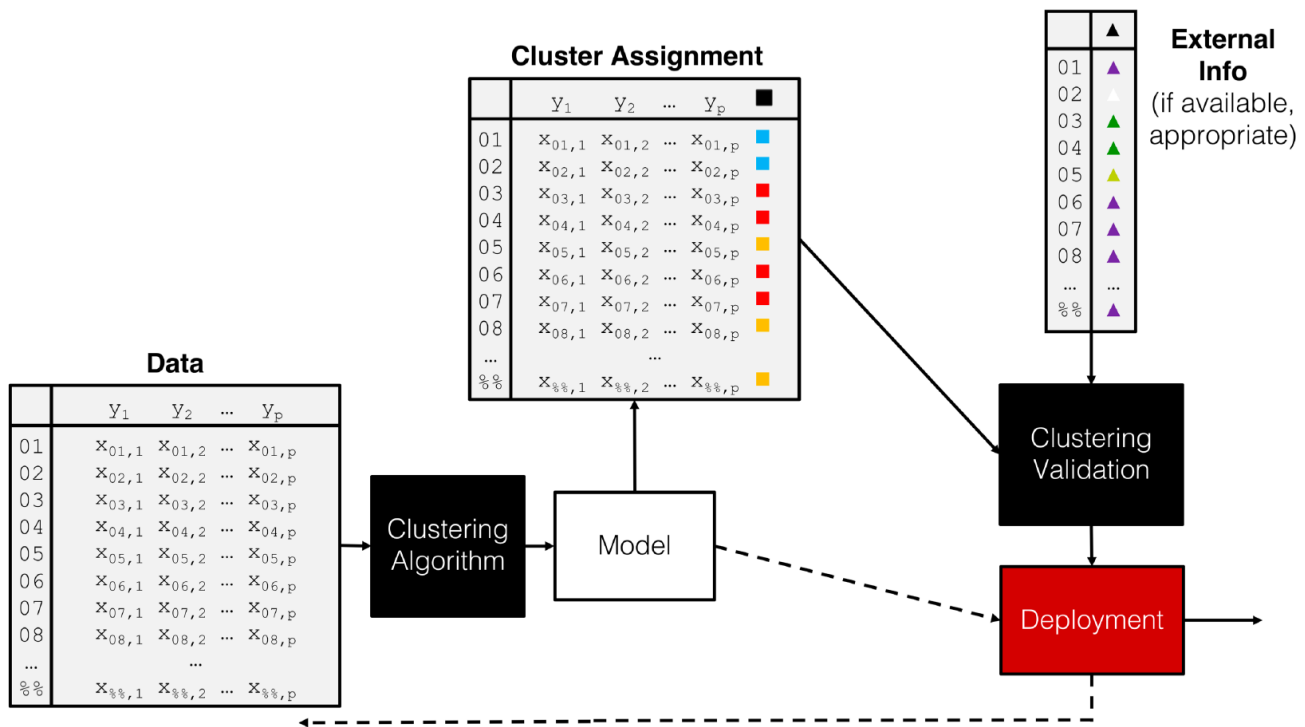 Cluster Assignment
y1 y2 ... yp
01 x01,1 x01,2 ... x01,p
02 x02,1 x02,2 ... x02,p
03 x03,1 x03,2 ... x03,p
04 x04,1 x04,2 ... x04,p
05 x05,1 x05,2 ... x05,p
06 x06,1 x06,2 ... x06,p
07 x07,1 x07,2 ... x07,p
08 x08,1 x08,2 ... x08,p
... ...
%% x%%,1 x%%,2 ... x%%,p
External
Info
(if available,
appropriate)
01
02
03
04
05
06
07
08
... ...
%%
Data
y1 y2 ... yp
01 x01,1 x01,2 ... x01,p
02 x02,1 x02,2 ... x02,p
03 x03,1 x03,2 ... x03,p
04 x04,1 x04,2 ... x04,p
05 x05,1 x05,2 ... x05,p
06 x06,1 x06,2 ... x06,p
07 x07,1 x07,2 ... x07,p
08 x08,1 x08,2 ... x08,p
... ...
%% x%%,1 x%%,2 ... x%%,p
Clustering
Algorithm
Model
Clustering
Validation
Deployment